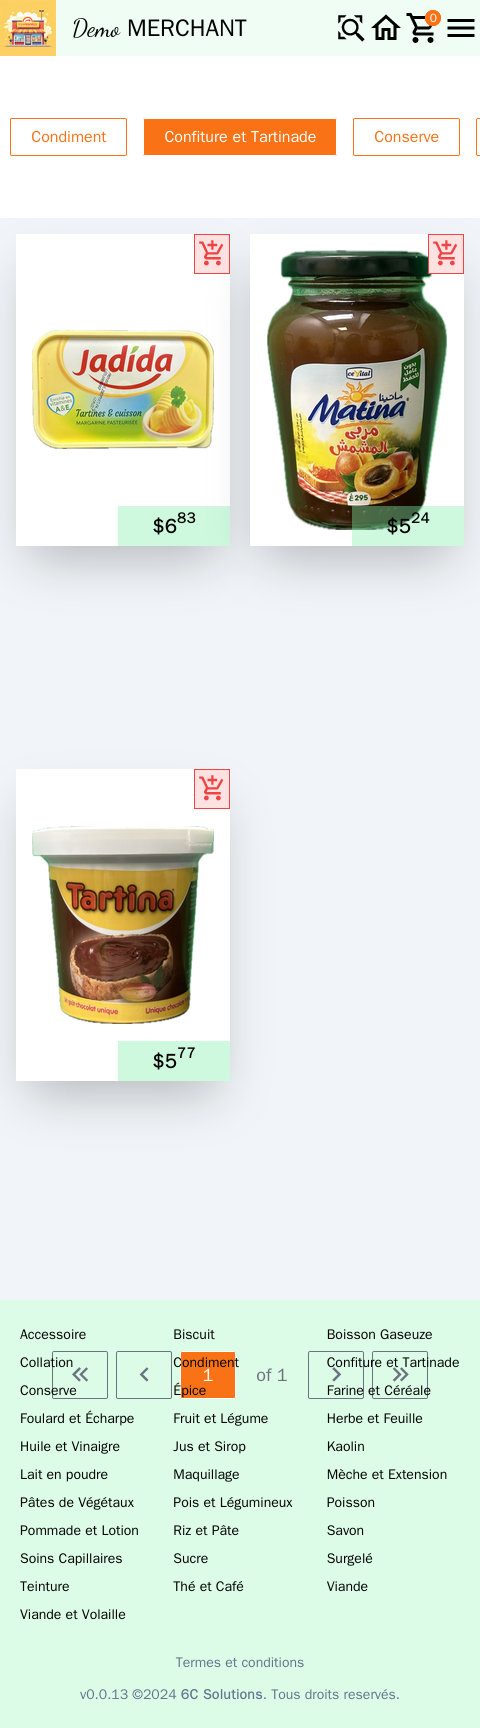 Demo MERCHANT
0
Condiment
Confiture et Tartinade
Conserve
Jadida
Tartines & cuisson
MARGARINE PASTEURISÉE
A&E
$6⁸³
cevital
Matina
ماتينا
مربى
المشمش
بدون
295
$5²⁴
Tartina
Unique
$5⁷⁷
Accessoire
Biscuit
Boisson Gaseuze
Collation
Condiment
Confiture et Tartinade
1
of 1
Conserve
Épice
Farine et Céréale
Foulard et Écharpe
Fruit et Légume
Herbe et Feuille
Huile et Vinaigre
Jus et Sirop
Kaolin
Lait en poudre
Maquillage
Mèche et Extension
Pâtes de Végétaux
Pois et Légumineux
Poisson
Pommade et Lotion
Riz et Pâte
Savon
Soins Capillaires
Sucre
Surgelé
Teinture
Thé et Café
Viande
Viande et Volaille
Termes et conditions
v0.0.13 ©2024 6C Solutions. Tous droits reservés.